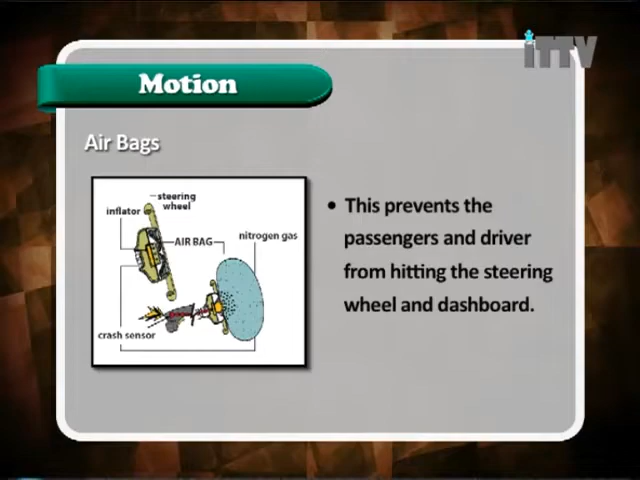 iTTV
Motion
Air Bags
steering
wheel
inflator
AIR BAG
nitrogen gas
crash sensor
• This prevents the
passengers and driver
from hitting the steering
wheel and dashboard.